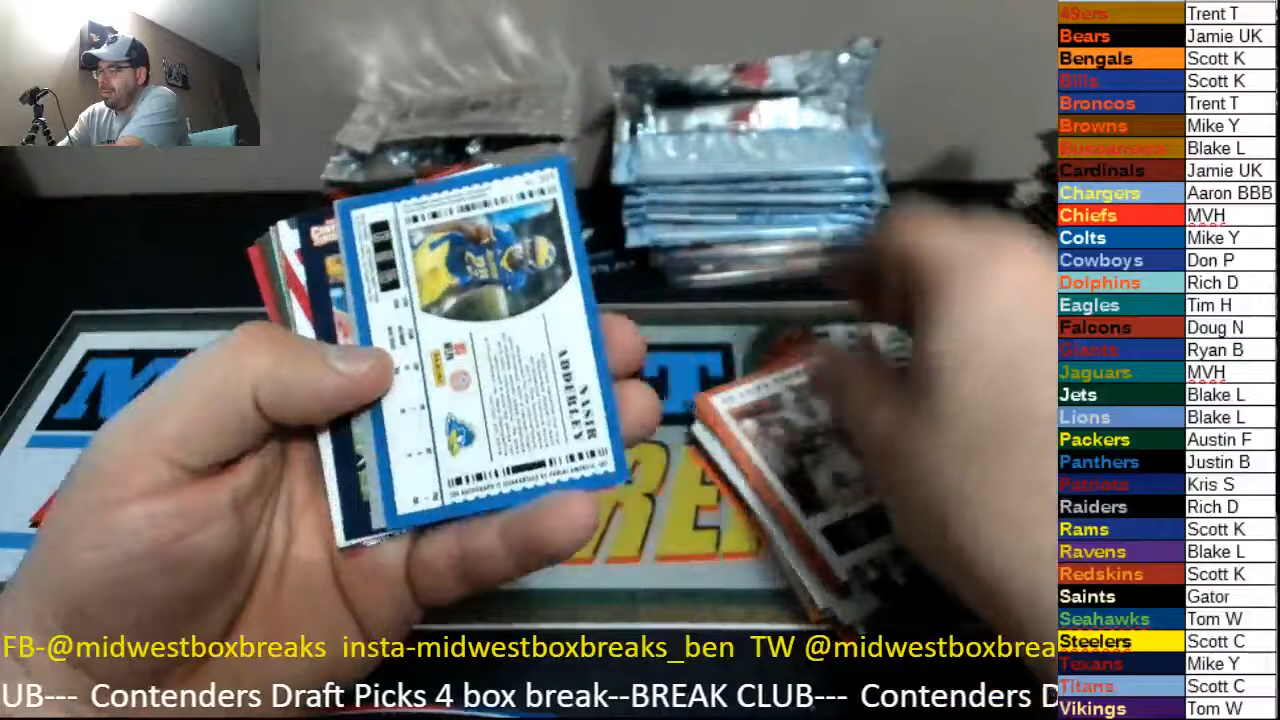 49ers Trent T
Bears Jamie UK
Bengals Scott K
Bills Scott K
Broncos Trent T
Browns Mike Y
Buccaneers Blake L
Cardinals Jamie UK
Chargers Aaron BBB
Chiefs MVH
Colts Mike Y
Cowboys Don P
Dolphins Rich D
Eagles Tim H
Falcons Doug N
Giants Ryan B
Jaguars MVH
Jets Blake L
Lions Blake L
Packers Austin F
Panthers Justin B
Patriots Kris S
Raiders Rich D
Rams Scott K
Ravens Blake L
Redskins Scott K
Saints Gator
Seahawks Tom W
Steelers Scott C
Texans Mike Y
Titans Scott C
Vikings Tom W
NASIR
ADDERLEY
PANINI
FB-@midwestboxbreaks insta-midwestboxbreaks_ben TW @midwestboxbrea
UB--- Contenders Draft Picks 4 box break--BREAK CLUB--- Contenders D